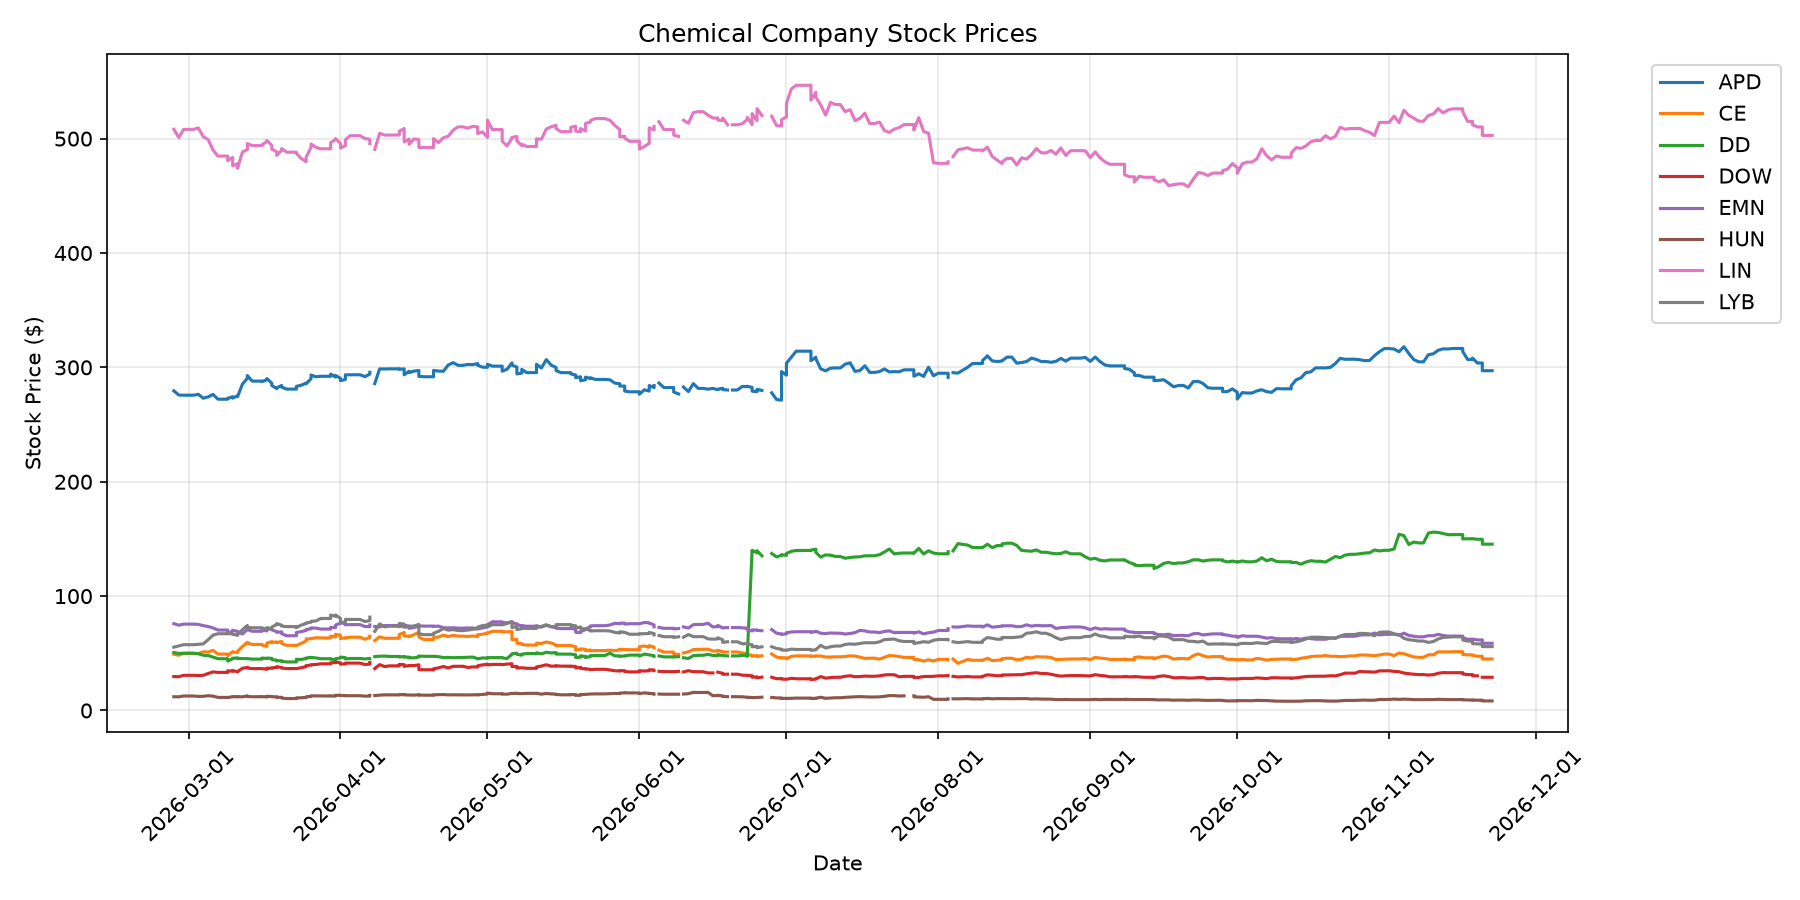 Chemical Company Stock Prices
Stock Price ($)
500
400
300
200
100
0
2026-03-01
2026-04-01
2026-05-01
2026-06-01
2026-07-01
2026-08-01
2026-09-01
2026-10-01
2026-11-01
2026-12-01
Date
APD
CE
DD
DOW
EMN
HUN
LIN
LYB